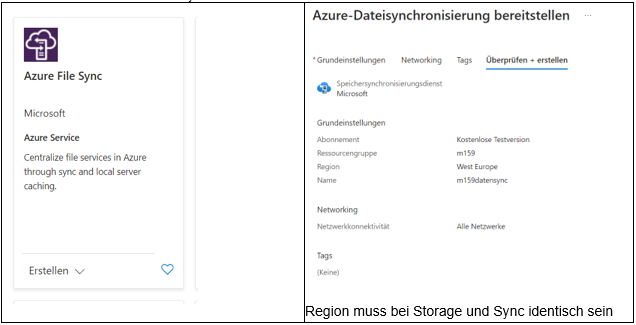 Azure File Sync
Microsoft
Azure Service
Centralize file services in Azure
through sync and local server
caching.
Erstellen
Azure-Dateisynchronisierung bereitstellen ...
* Grundeinstellungen Networking Tags Überprüfen + erstellen
Speichersynchronisierungsdienst
Microsoft
Grundeinstellungen
Abonnement Kostenlose Testversion
Ressourcengruppe m159
Region West Europe
Name m159datensync
Networking
Netzwerkkonnektivität Alle Netzwerke
Tags
(Keine)
Region muss bei Storage und Sync identisch sein